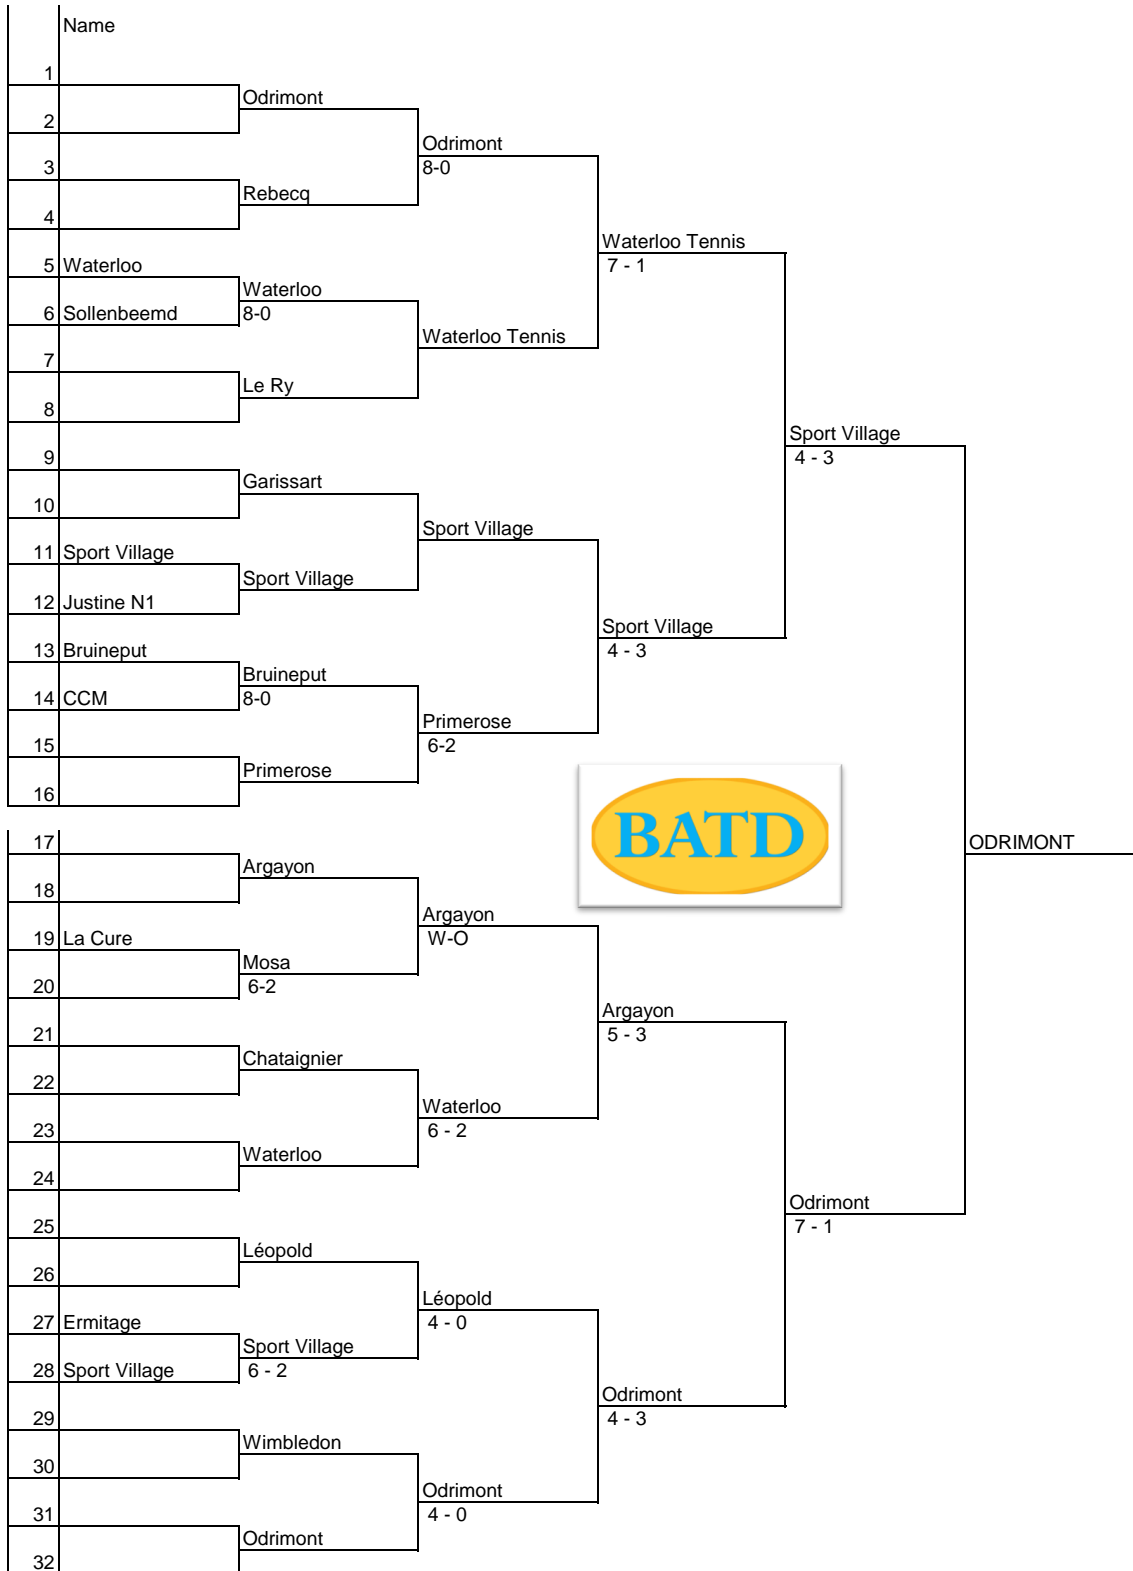 Name
1
Odrimont
2
Odrimont
3
8-0
Rebecq
4
Waterloo Tennis
5 Waterloo
7 - 1
Waterloo
6 Sollenbeemd
8-0
Waterloo Tennis
7
Le Ry
8
Sport Village
9
4 - 3
Garissart
10
Sport Village
11 Sport Village
Sport Village
12 Justine N1
Sport Village
13 Bruineput
4 - 3
Bruineput
14 CCM
8-0
Primerose
15
6-2
Primerose
16
BATD
17
ODRIMONT
Argayon
18
Argayon
19 La Cure
W-O
Mosa
20
6-2
Argayon
21
5 - 3
Chataignier
22
Waterloo
23
6 - 2
Waterloo
24
Odrimont
25
7 - 1
Léopold
26
Léopold
27 Ermitage
4 - 0
Sport Village
28 Sport Village
6 - 2
Odrimont
29
4 - 3
Wimbledon
30
Odrimont
31
4 - 0
Odrimont
32